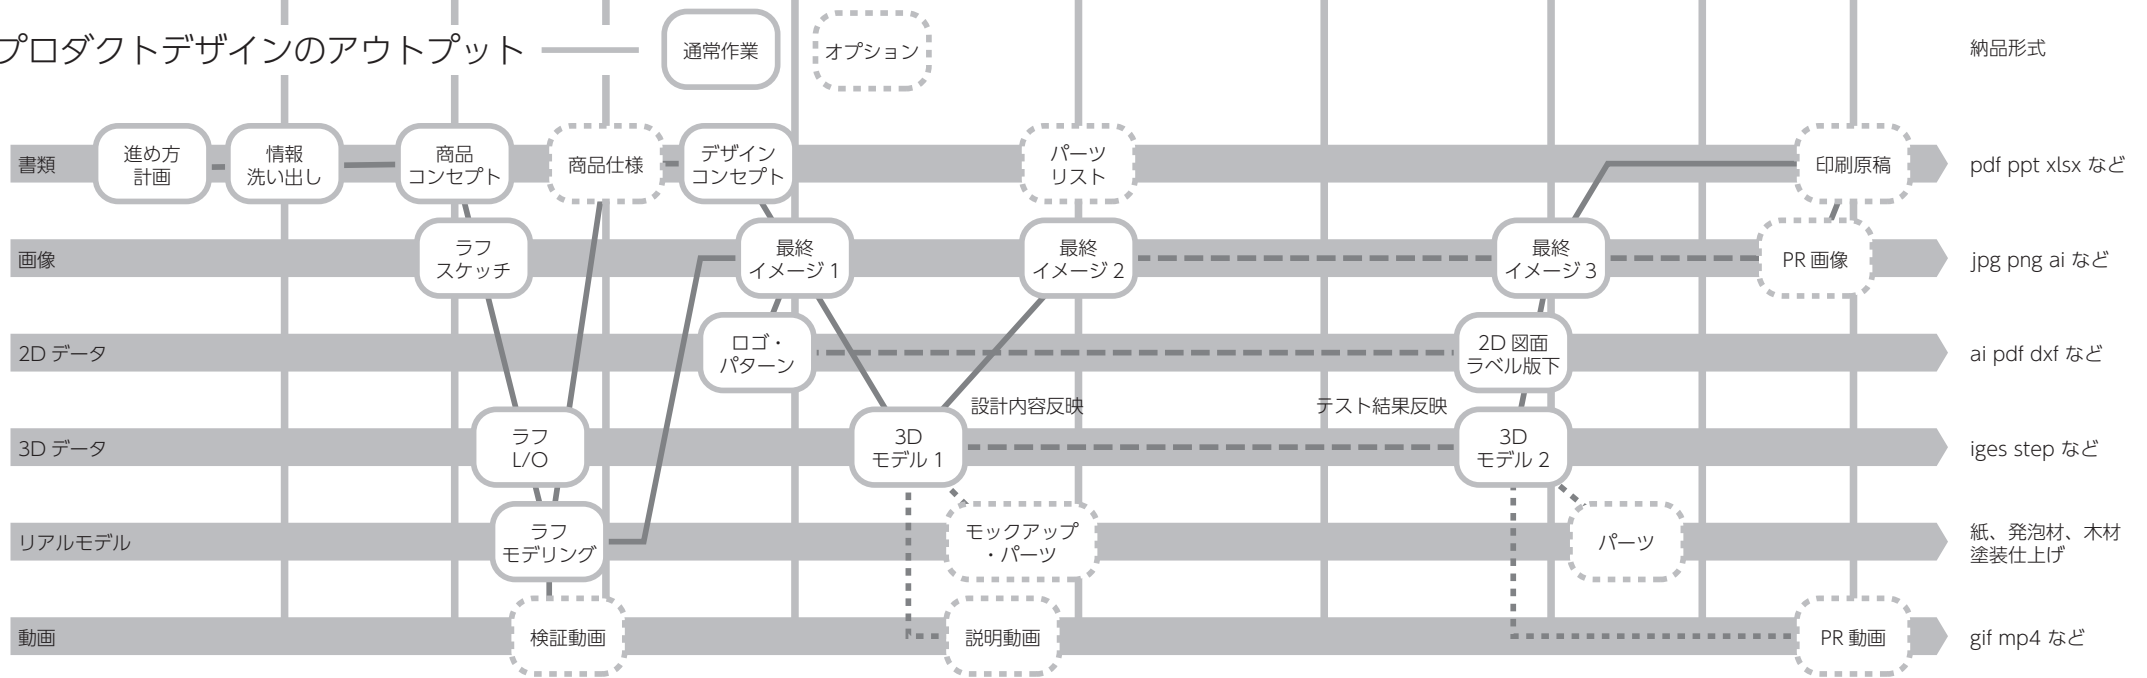 プロダクトデザインのアウトプット
通常作業
オプション
納品形式
書類
進め方
計画
情報
洗い出し
商品
コンセプト
商品仕様
デザイン
コンセプト
パーツ
リスト
印刷原稿
pdf ppt xlsx など
画像
ラフ
スケッチ
最終
イメージ 1
最終
イメージ 2
最終
イメージ 3
PR 画像
jpg png ai など
2D データ
ロゴ・
パターン
2D 図面
ラベル版下
ai pdf dxf など
設計内容反映
テスト結果反映
3D データ
ラフ
L/O
3D
モデル 1
3D
モデル 2
iges step など
リアルモデル
ラフ
モデリング
モックアップ
・パーツ
パーツ
紙、発泡材、木材
塗装仕上げ
動画
検証動画
説明動画
PR 動画
gif mp4 など